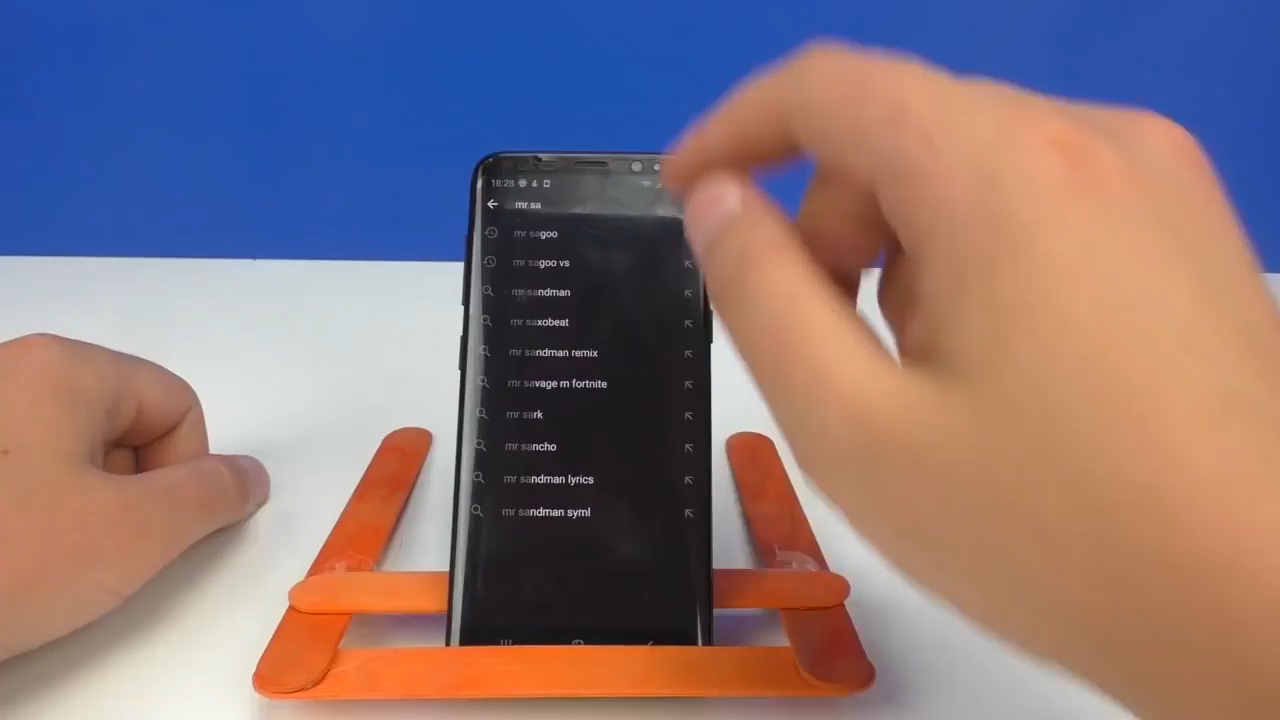 18:28
mr sa
mr sagoo
mr sagoo vs
mr sandman
mr saxobeat
mr sandman remix
mr savage m fortnite
mr sark
mr sancho
mr sandman lyrics
mr sandman syml